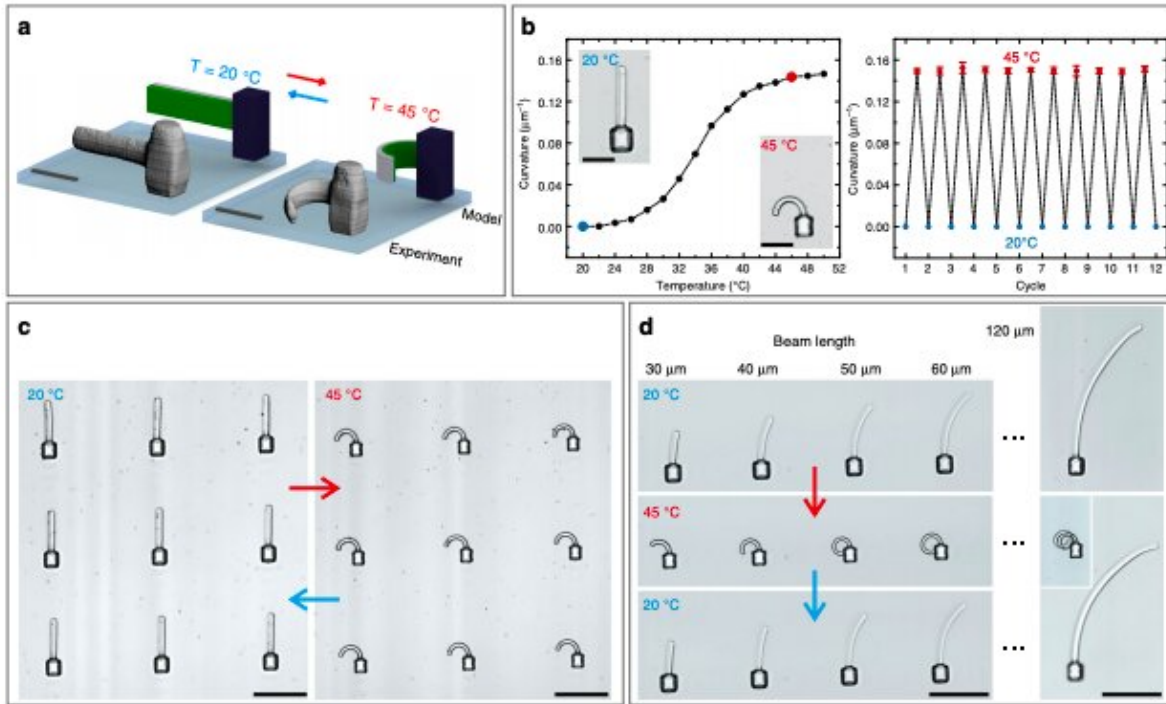 a
T = 20 °C
T = 45 °C
Model
Experiment
b
Curvature (μm⁻¹)
0.16
0.12
0.08
0.04
0.00
20 °C
45 °C
20 24 28 32 36 40 44 48 52
Temperature (°C)
Curvature (μm⁻¹)
0.16
0.12
0.08
0.04
0.00
45 °C
20°C
1 2 3 4 5 6 7 8 9 10 11 12
Cycle
c
20 °C
45 °C
d
Beam length
30 μm 40 μm 50 μm 60 μm
120 μm
20 °C
...
45 °C
...
20 °C
...